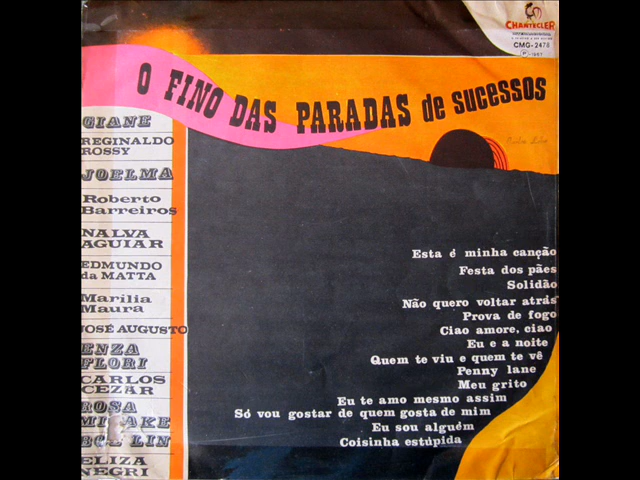 CHANTECLER
CMG-2478
℗ - 1967
O FINO DAS PARADAS de sucessos
GIANE
REGINALDO
ROSSY
JOELMA
Roberto
Barreiros
NALVA
AGUIAR
EDMUNDO
da MATTA
Marília
Maura
JOSÉ AUGUSTO
ENZA
FLORI
CARLOS
CEZAR
ROSA
LIN
ELIZA
NEGRI
Esta é minha canção
Festa dos pães
Solidão
Não quero voltar atrás
Prova de fogo
Ciao amore, ciao
Eu e a noite
Quem te viu e quem te vê
Penny lane
Meu grito
Eu te amo mesmo assim
Só vou gostar de quem gosta de mim
Eu sou alguém
Coisinha estúpida